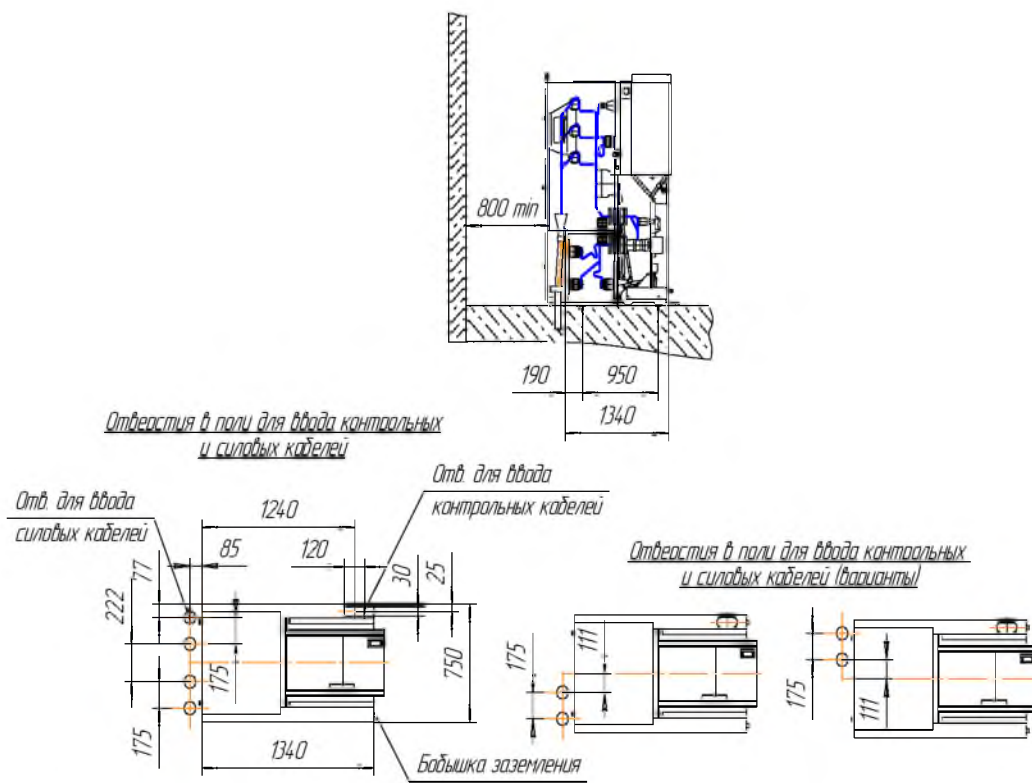 800 min
190
950
1340
Отверстия в полу для ввода контрольных
и силовых кабелей
Отв. для ввода
силовых кабелей
Отв. для ввода
контрольных кабелей
1240
85
120
77
30
25
222
175
750
175
1340
Бобышка заземления
Отверстия в полу для ввода контрольных
и силовых кабелей (варианты)
175
111
175
111